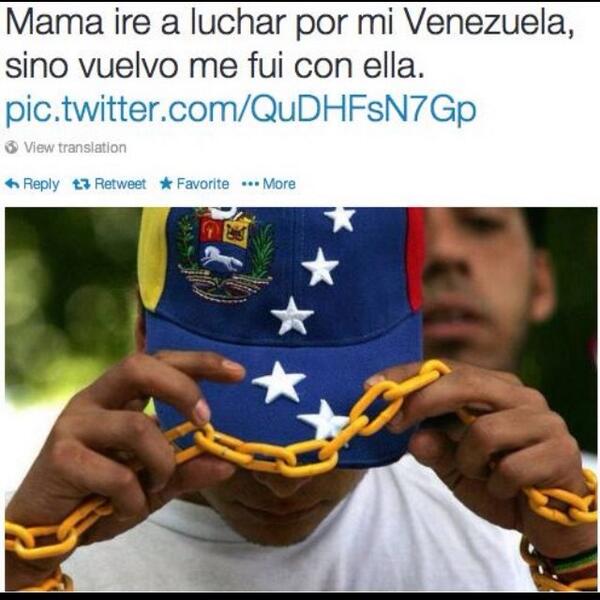 Mama ire a luchar por mi Venezuela,
sino vuelvo me fui con ella.
pic.twitter.com/QuDHFsN7Gp
View translation
Reply Retweet Favorite More